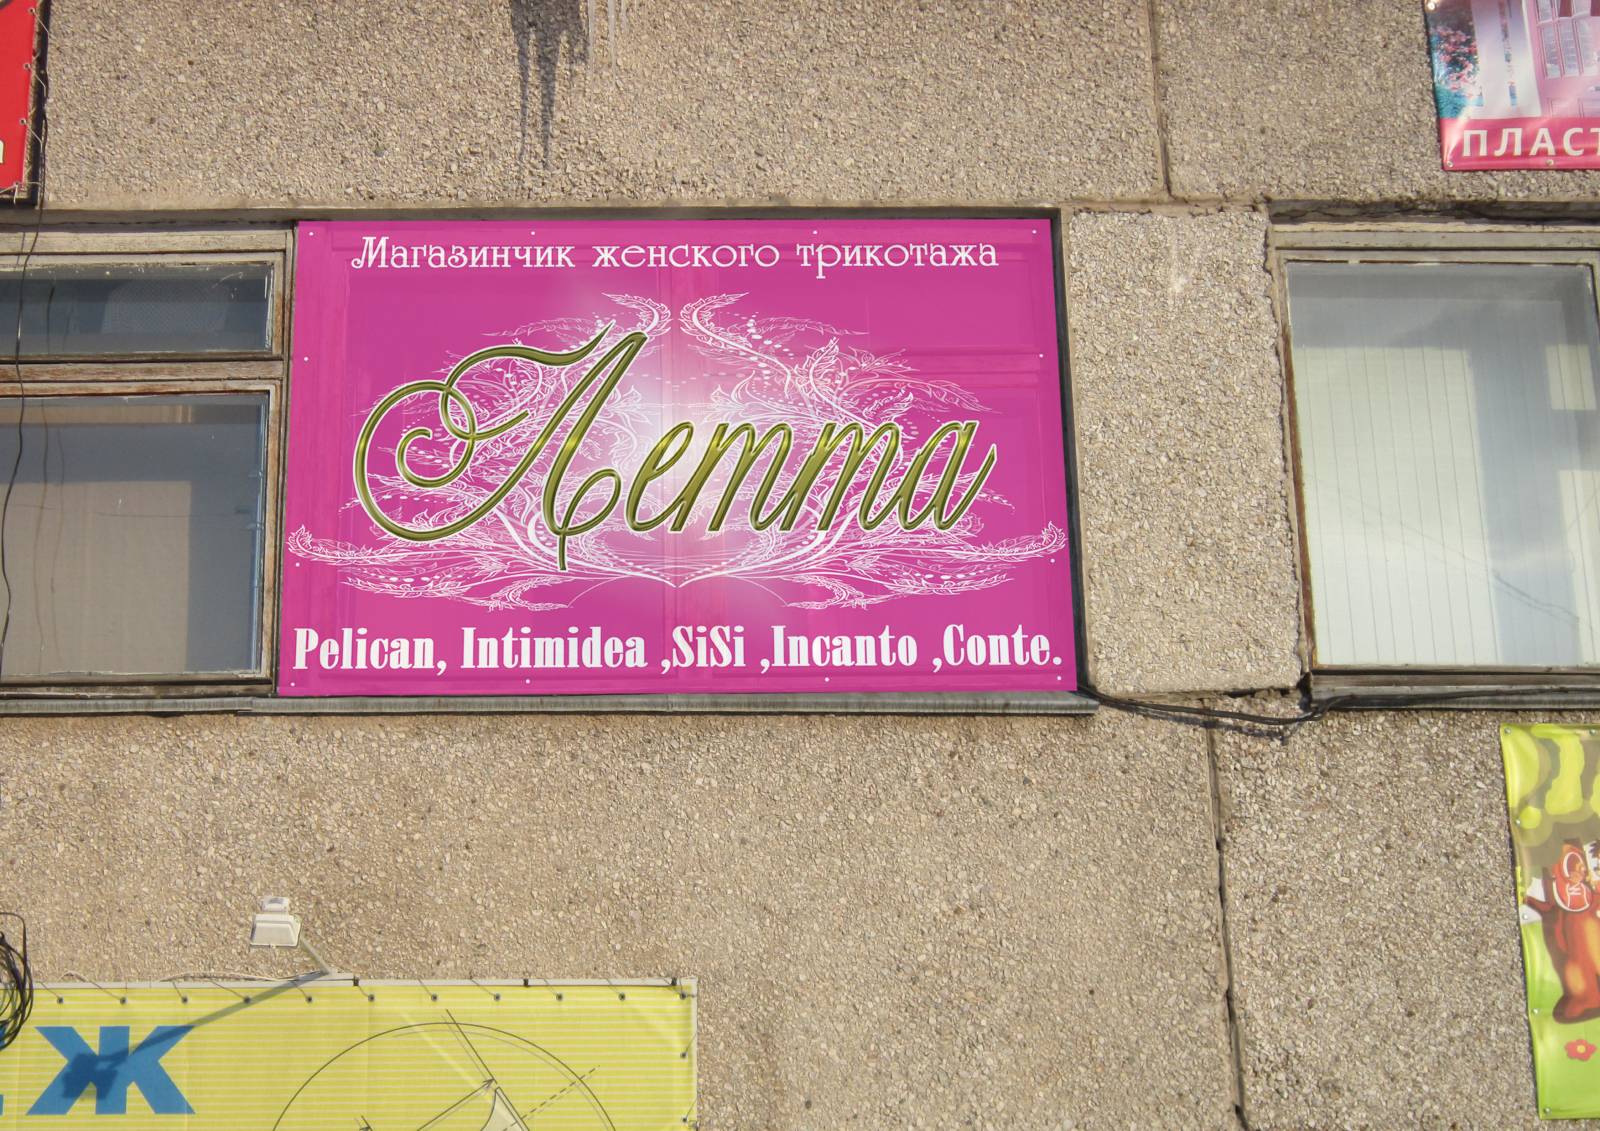 ПЛАСТ
Магазинчик женского трикотажа
Летта
Pelican, Intimidea ,SiSi ,Incanto ,Conte.
Ж